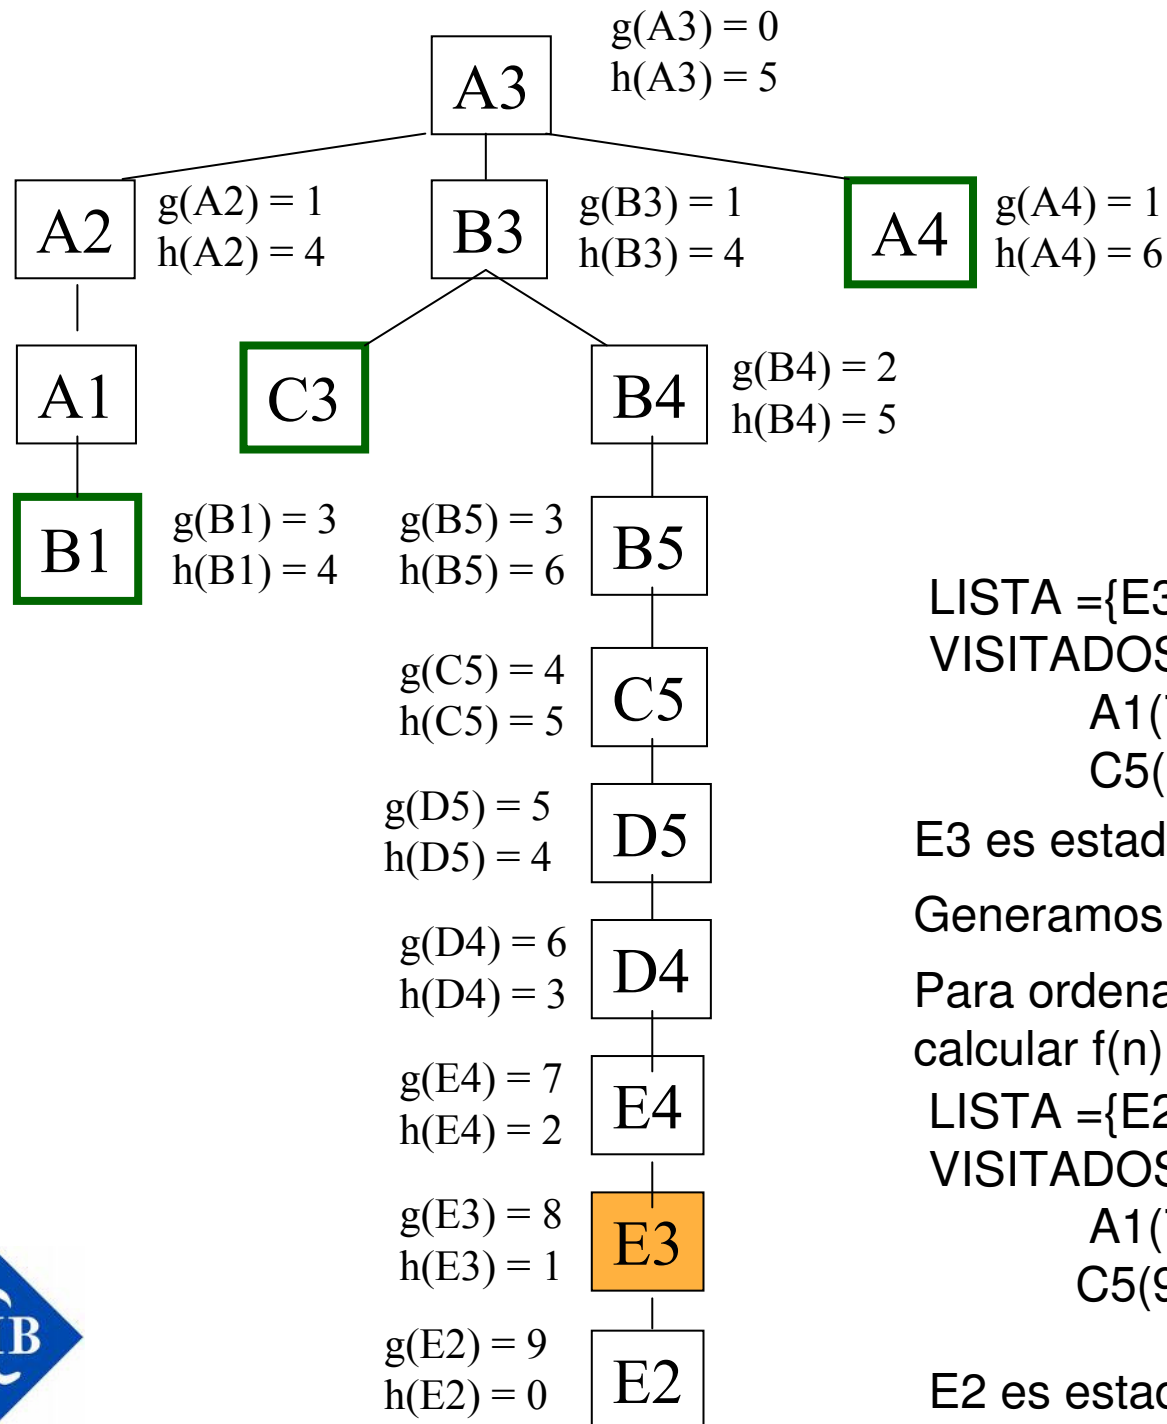 g(A3) = 0
h(A3) = 5
A3
A2
g(A2) = 1
h(A2) = 4
B3
g(B3) = 1
h(B3) = 4
A4
g(A4) = 1
h(A4) = 6
A1
C3
B4
g(B4) = 2
h(B4) = 5
B1
g(B1) = 3
h(B1) = 4
g(B5) = 3
h(B5) = 6
B5
g(C5) = 4
h(C5) = 5
C5
g(D5) = 5
h(D5) = 4
D5
g(D4) = 6
h(D4) = 3
D4
g(E4) = 7
h(E4) = 2
E4
g(E3) = 8
h(E3) = 1
E3
g(E2) = 9
h(E2) = 0
E2
LISTA ={E3
VISITADOS
A1(
C5(
E3 es estad
Generamos
Para ordena
calcular f(n)
LISTA ={E2
VISITADOS
A1(
C5(9
E2 es estad
B